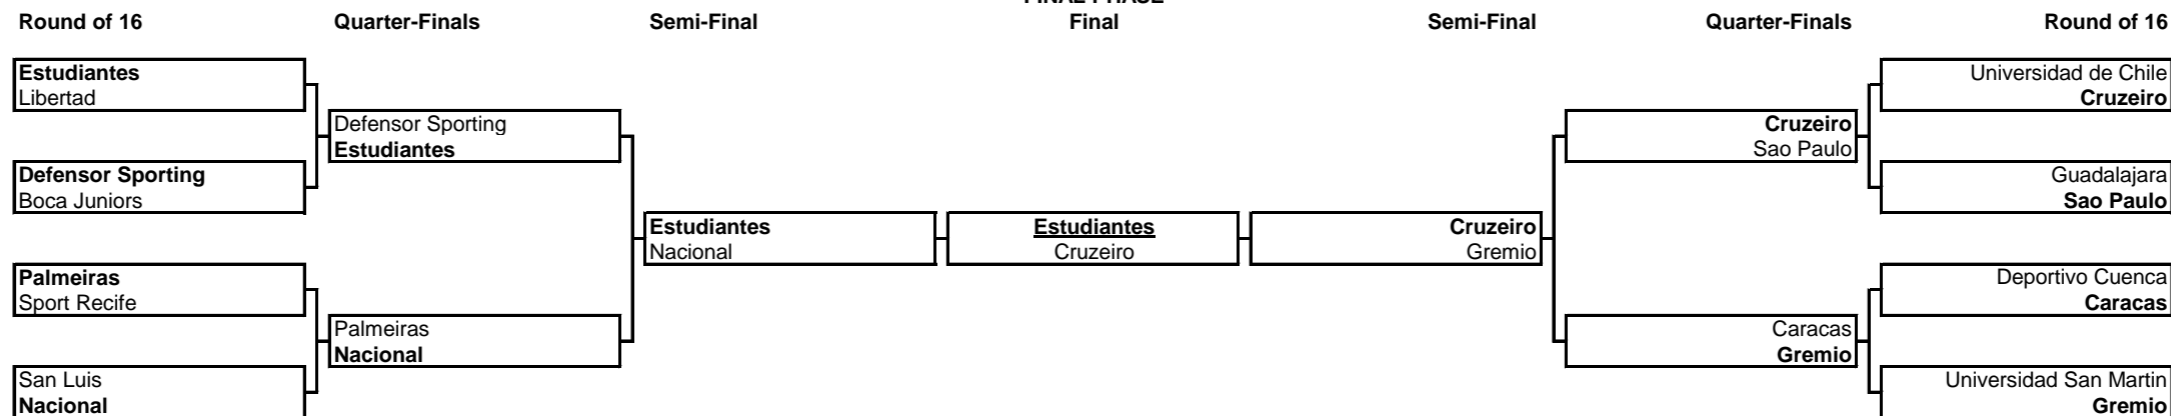 FINAL PHASE
Round of 16
Quarter-Finals
Semi-Final
Final
Semi-Final
Quarter-Finals
Round of 16
Estudiantes
Libertad
Defensor Sporting
Boca Juniors
Palmeiras
Sport Recife
San Luis
Nacional
Defensor Sporting
Estudiantes
Palmeiras
Nacional
Estudiantes
Nacional
Estudiantes
Cruzeiro
Cruzeiro
Gremio
Cruzeiro
Sao Paulo
Caracas
Gremio
Universidad de Chile
Cruzeiro
Guadalajara
Sao Paulo
Deportivo Cuenca
Caracas
Universidad San Martin
Gremio